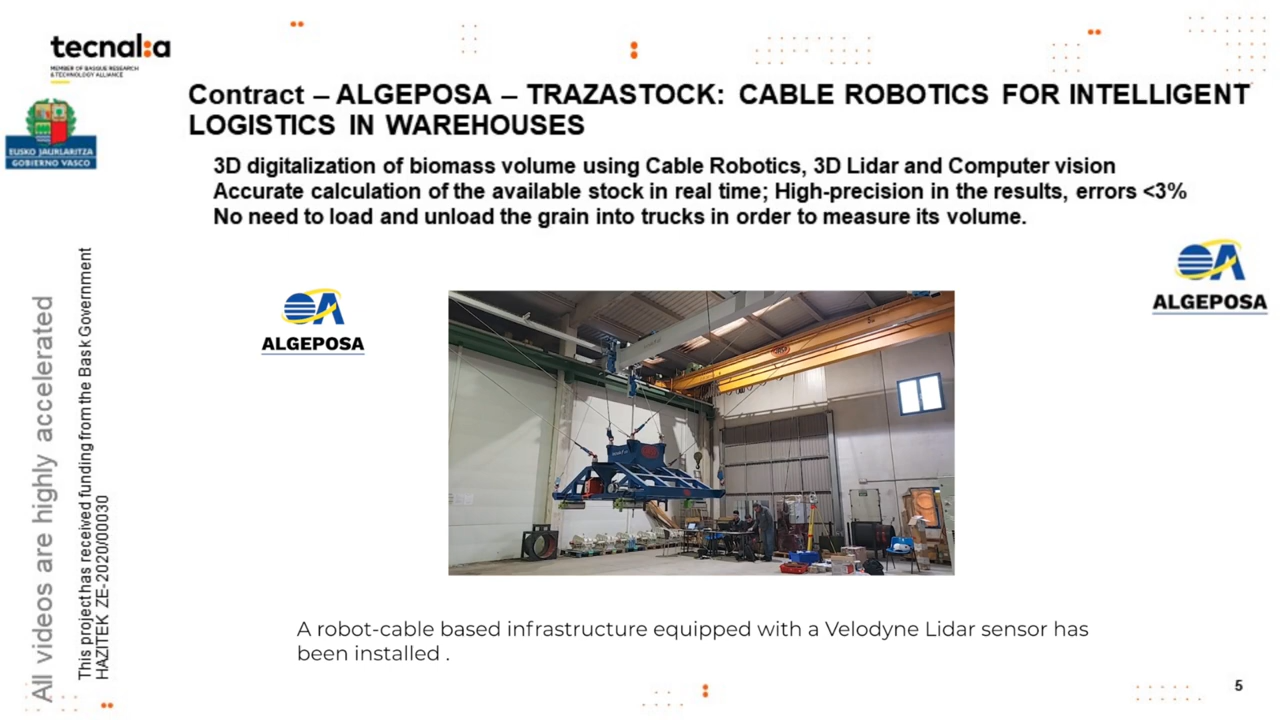 tecnalia
MEMBER OF BASQUE RESEARCH
& TECHNOLOGY ALLIANCE
EUSKO JAURLARITZA
GOBIERNO VASCO
Contract – ALGEPOSA – TRAZASTOCK: CABLE ROBOTICS FOR INTELLIGENT
LOGISTICS IN WAREHOUSES
3D digitalization of biomass volume using Cable Robotics, 3D Lidar and Computer vision
Accurate calculation of the available stock in real time; High-precision in the results, errors <3%
No need to load and unload the grain into trucks in order to measure its volume.
All videos are highly accelerated
This project has received funding from the Bask Government
HAZITEK ZE-2020/00030
ALGEPOSA
ALGEPOSA
A robot-cable based infrastructure equipped with a Velodyne Lidar sensor has
been installed .
5